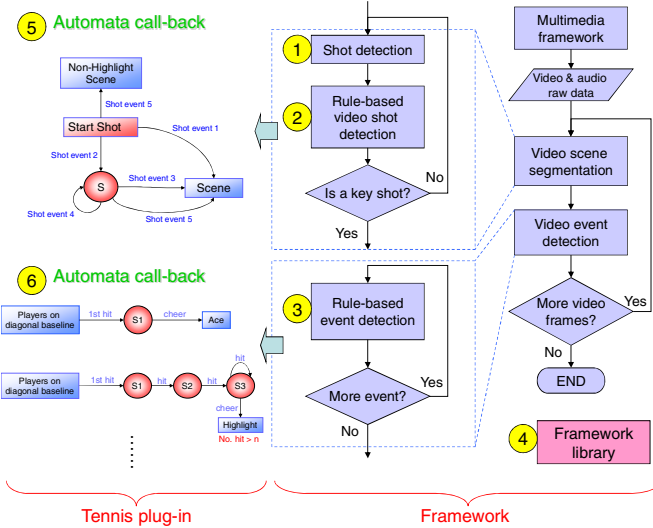 5 Automata call-back
Non-Highlight
Scene
Shot event 5
Start Shot
Shot event 1
Shot event 2
S
Shot event 3
Scene
Shot event 4
Shot event 5
6 Automata call-back
Players on
diagonal baseline
1st hit
S1
cheer
Ace
Players on
diagonal baseline
1st hit
S1
hit
S2
hit
S3
hit
cheer
Highlight
No. hit > n
Tennis plug-in
1
Shot detection
2
Rule-based
video shot
detection
Is a key shot?
No
Yes
3
Rule-based
event detection
More event?
Yes
No
Multimedia
framework
Video & audio
raw data
Video scene
segmentation
Video event
detection
More video
frames?
Yes
No
END
4
Framework
library
Framework